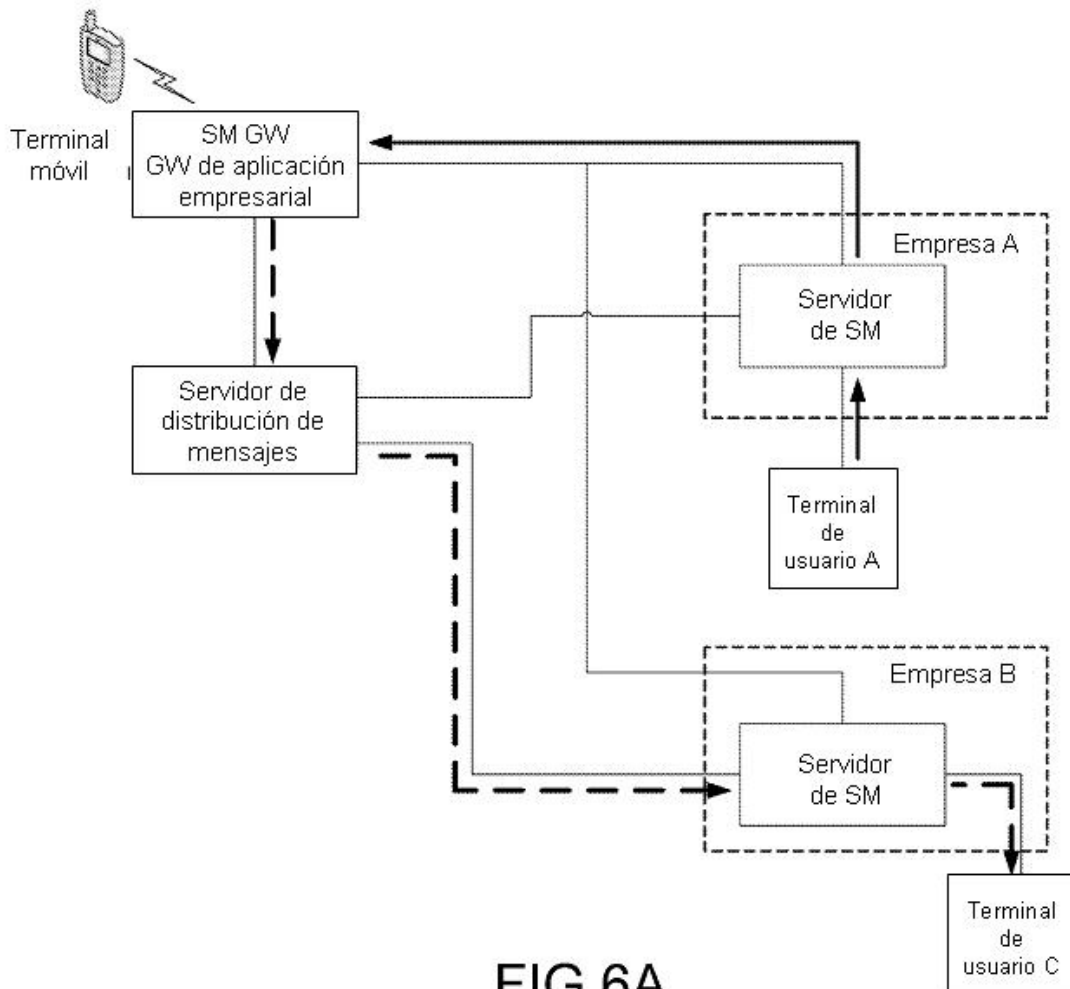 Terminal
móvil
SM GW
GW de aplicación
empresarial
Empresa A
Servidor
de SM
Servidor de
distribución de
mensajes
Terminal
de
usuario A
Empresa B
Servidor
de SM
Terminal
de
usuario C
FIG.6A